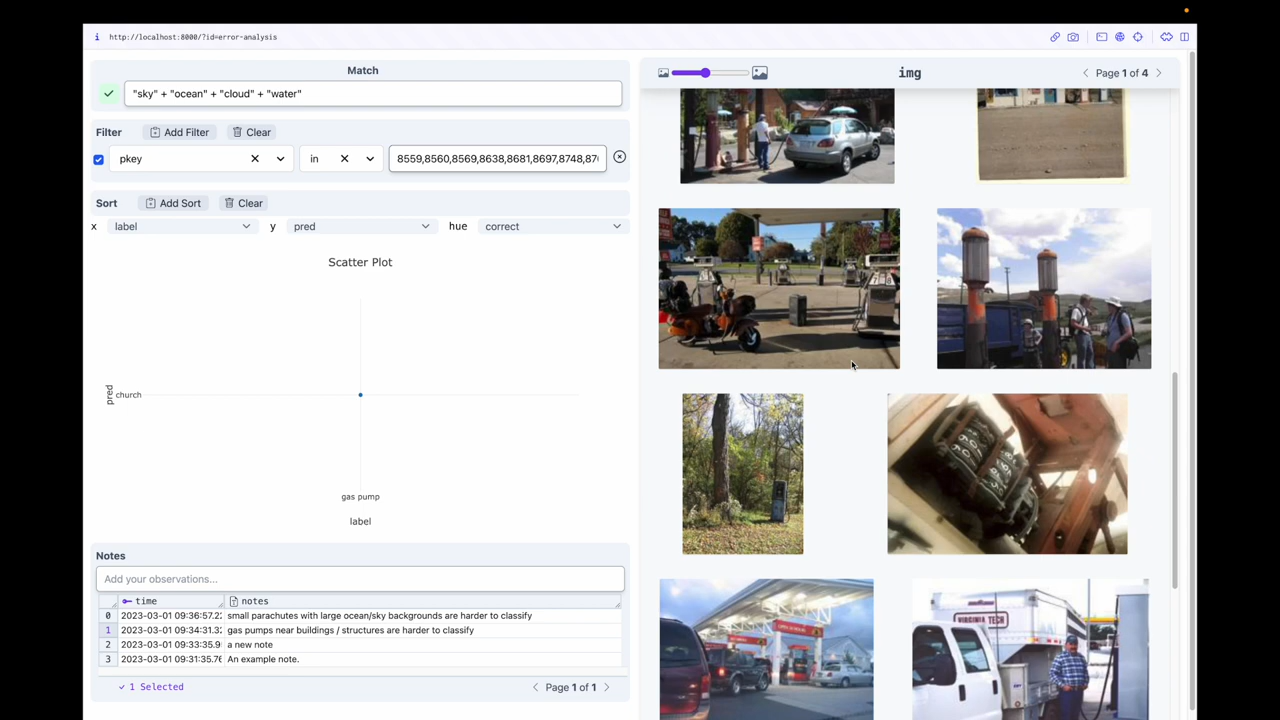 http://localhost:8000/?id=error-analysis
Match
"sky" + "ocean" + "cloud" + "water"
Filter
Add Filter
Clear
pkey
in
8559,8560,8569,8638,8681,8697,8748,87
Sort
Add Sort
Clear
x
label
y
pred
hue
correct
Scatter Plot
pred
church
gas pump
label
Notes
Add your observations...
time
notes
0 2023-03-01 09:36:57.22 small parachutes with large ocean/sky backgrounds are harder to classify
1 2023-03-01 09:34:31.32 gas pumps near buildings / structures are harder to classify
2 2023-03-01 09:33:35.9 a new note
3 2023-03-01 09:31:35.76 An example note.
1 Selected
Page 1 of 1
img
Page 1 of 4
VIRGINIA TECH